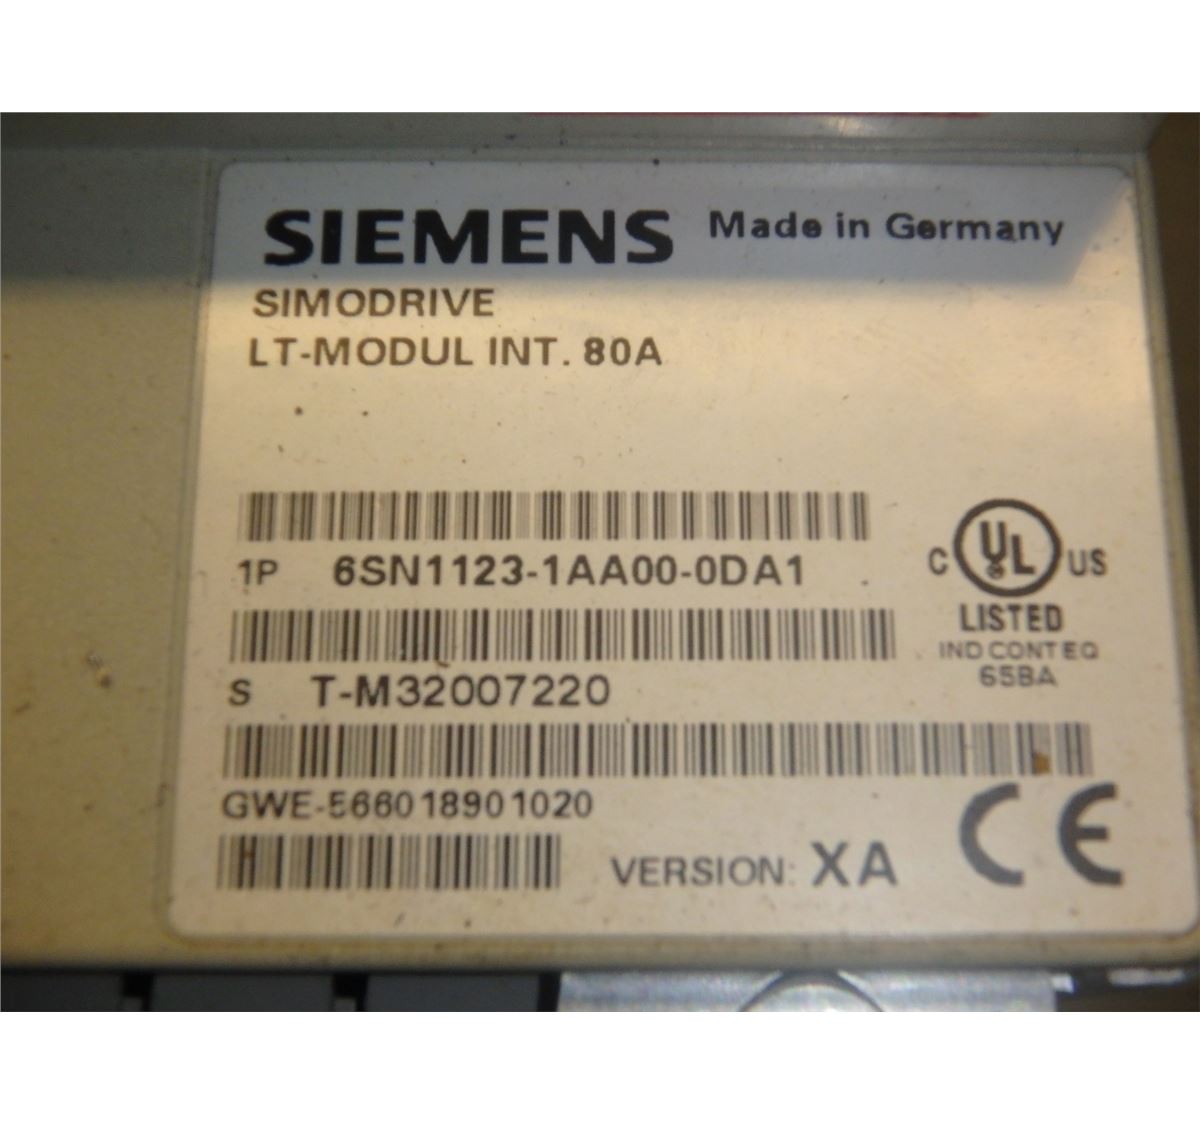 SIEMENS Made in Germany
SIMODRIVE
LT-MODUL INT. 80A
1P 6SN1123-1AA00-0DA1
C UL US
LISTED
IND CONT EQ
65BA
S T-M32007220
GWE-566018901020
VERSION: XA
CE